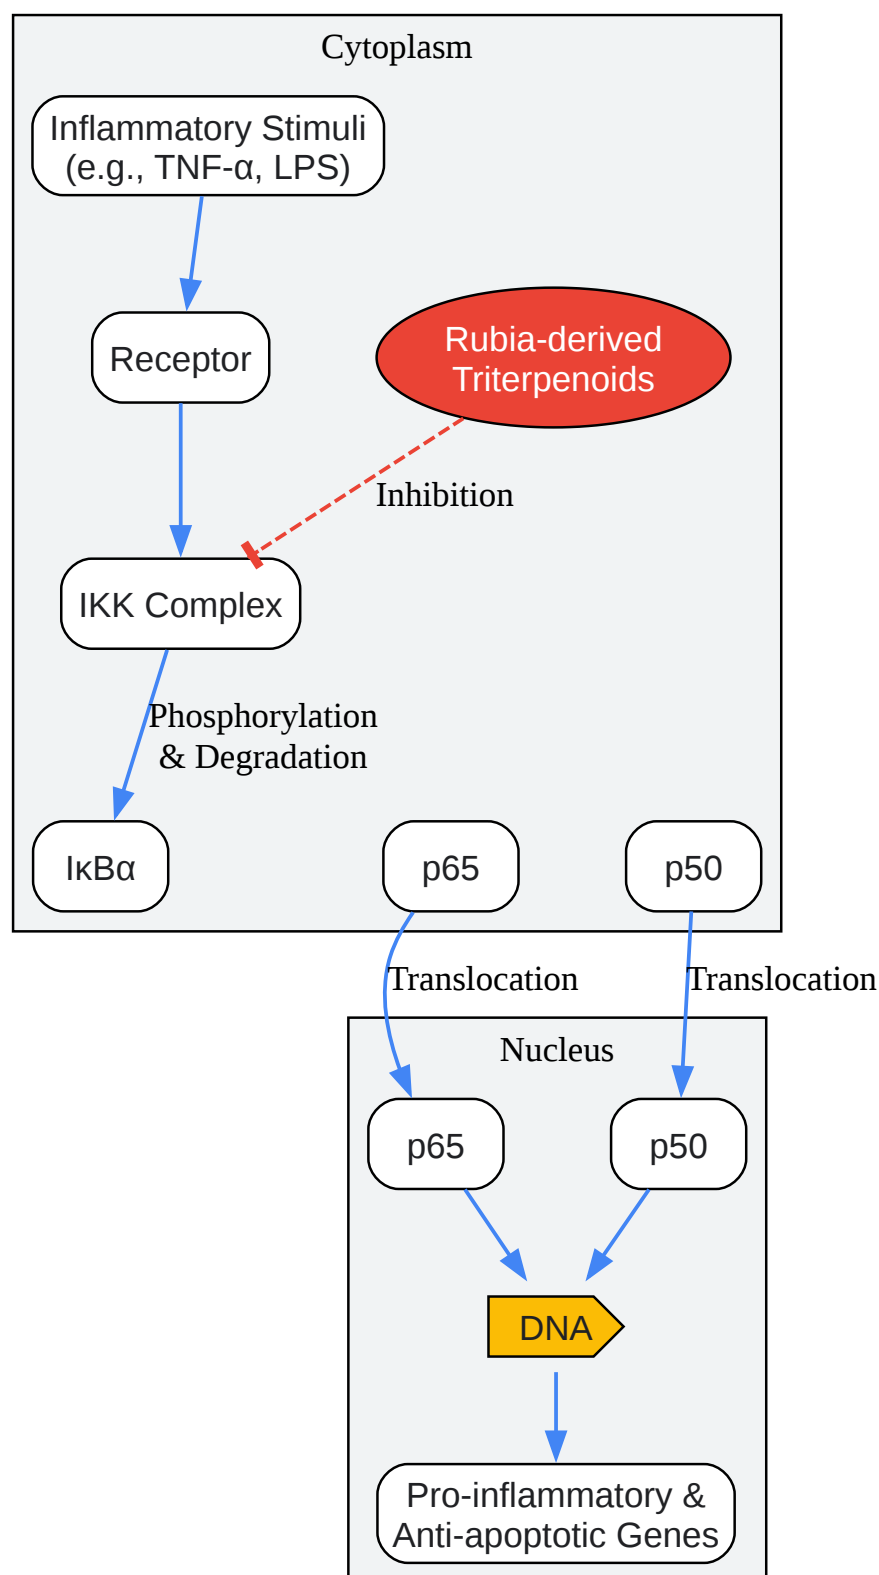 Cytoplasm
Inflammatory Stimuli
(e.g., TNF-α, LPS)
Receptor
Rubia-derived
Triterpenoids
Inhibition
IKK Complex
Phosphorylation
& Degradation
IκBα
p65
p50
Translocation
Translocation
Nucleus
p65
p50
DNA
Pro-inflammatory &
Anti-apoptotic Genes